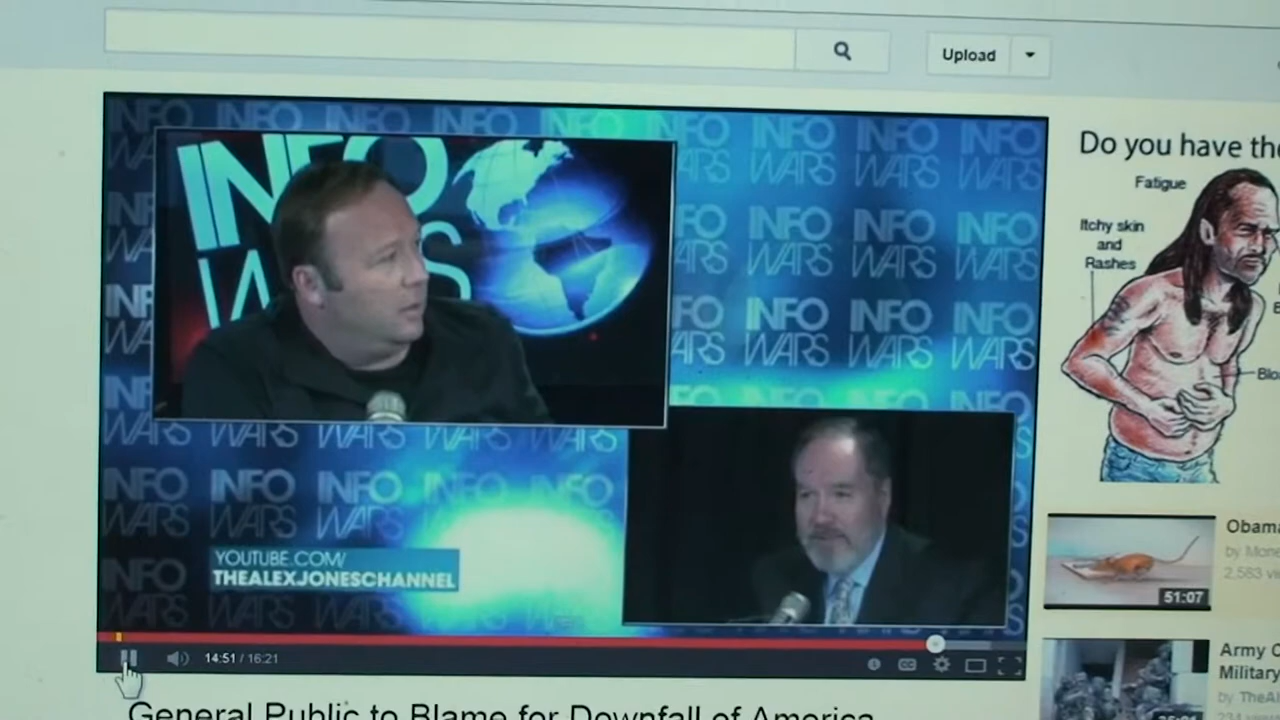 Upload
INFO
WARS
YOUTUBE.COM/
THEALEXJONESCHANNEL
14:51 / 16:21
General Public to Blame for Downfall of America
Do you have the
Fatigue
Itchy skin
and
Rashes
Obama
51:07
Army
Military